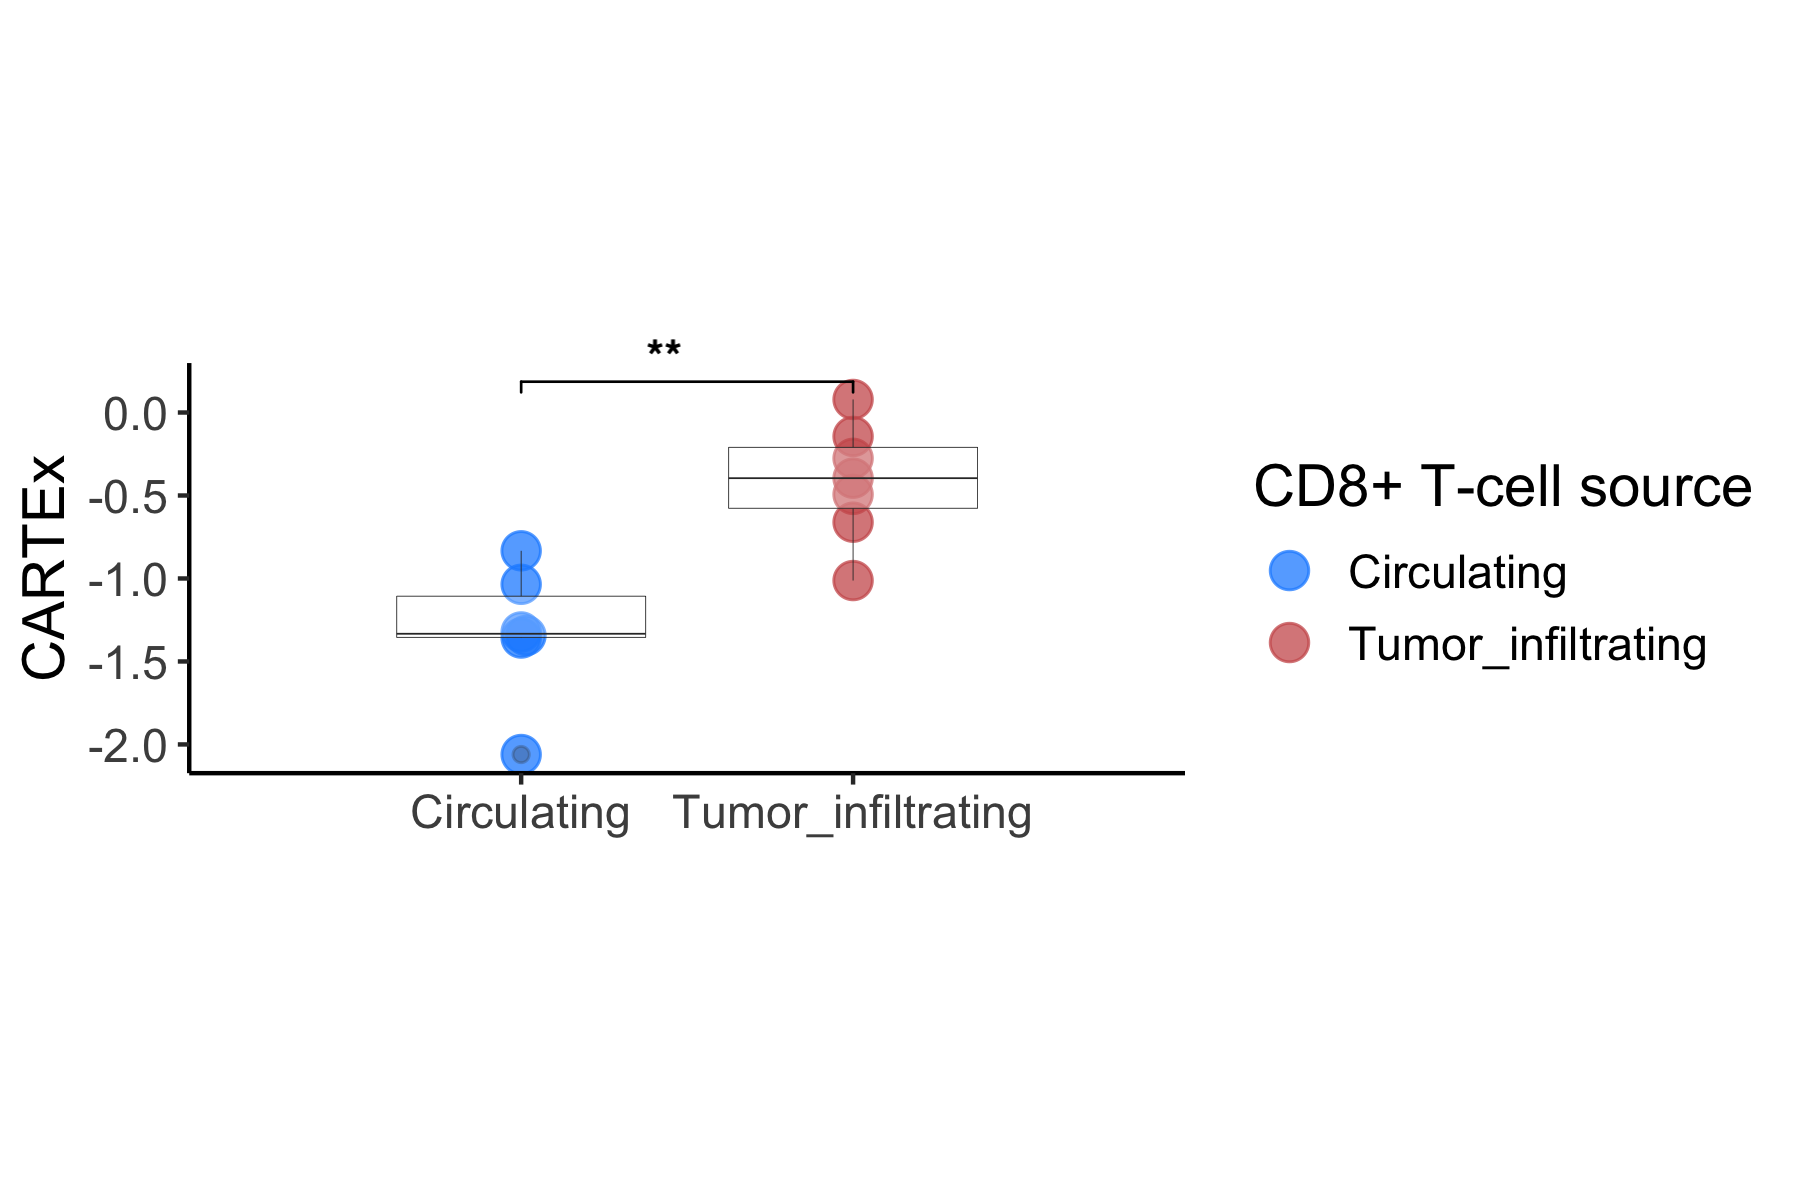 **
CARTEx
0.0
-0.5
-1.0
-1.5
-2.0
Circulating
Tumor_infiltrating
CD8+ T-cell source
Circulating
Tumor_infiltrating